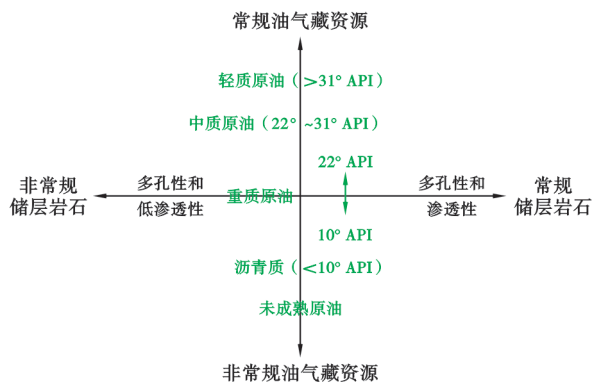 常规油气藏资源
轻质原油（＞31° API）
中质原油（22° ~31° API）
22° API
非常规
储层岩石
多孔性和
低渗透性
重质原油
多孔性和
渗透性
常规
储层岩石
10° API
沥青质（＜10° API）
未成熟原油
非常规油气藏资源